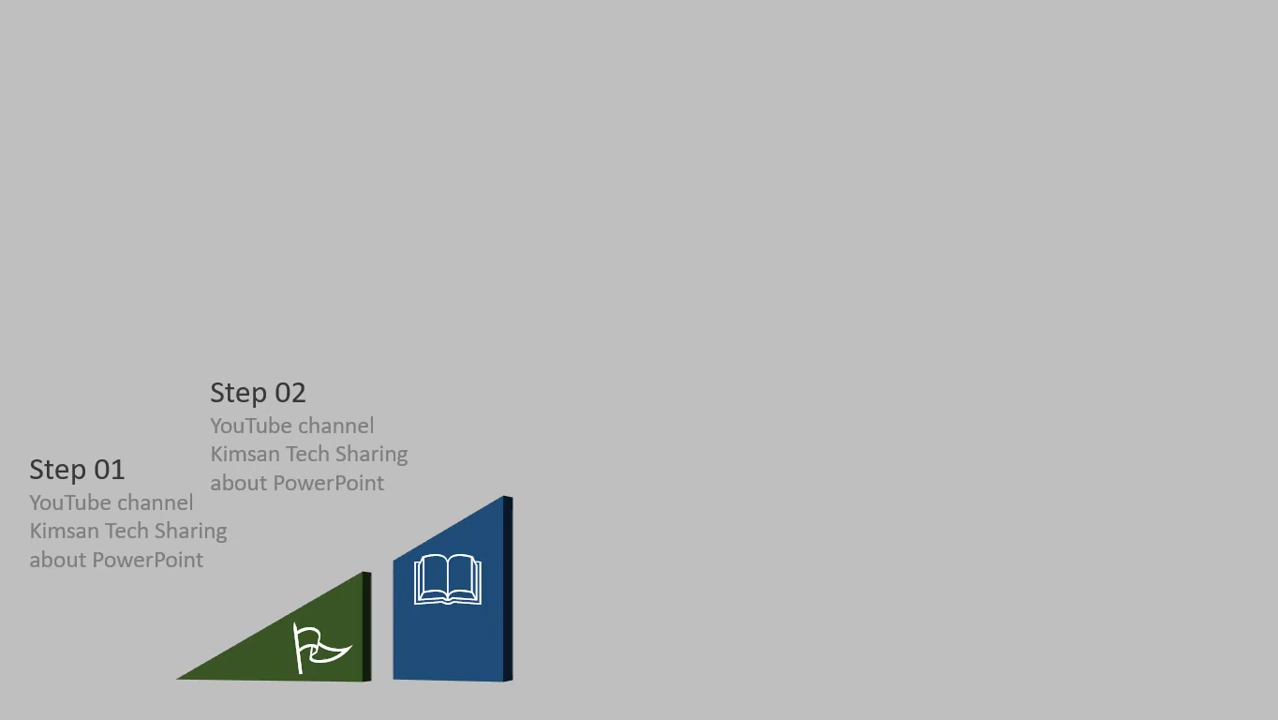 Step 02
YouTube channel
Kimsan Tech Sharing
about PowerPoint
Step 01
YouTube channel
Kimsan Tech Sharing
about PowerPoint